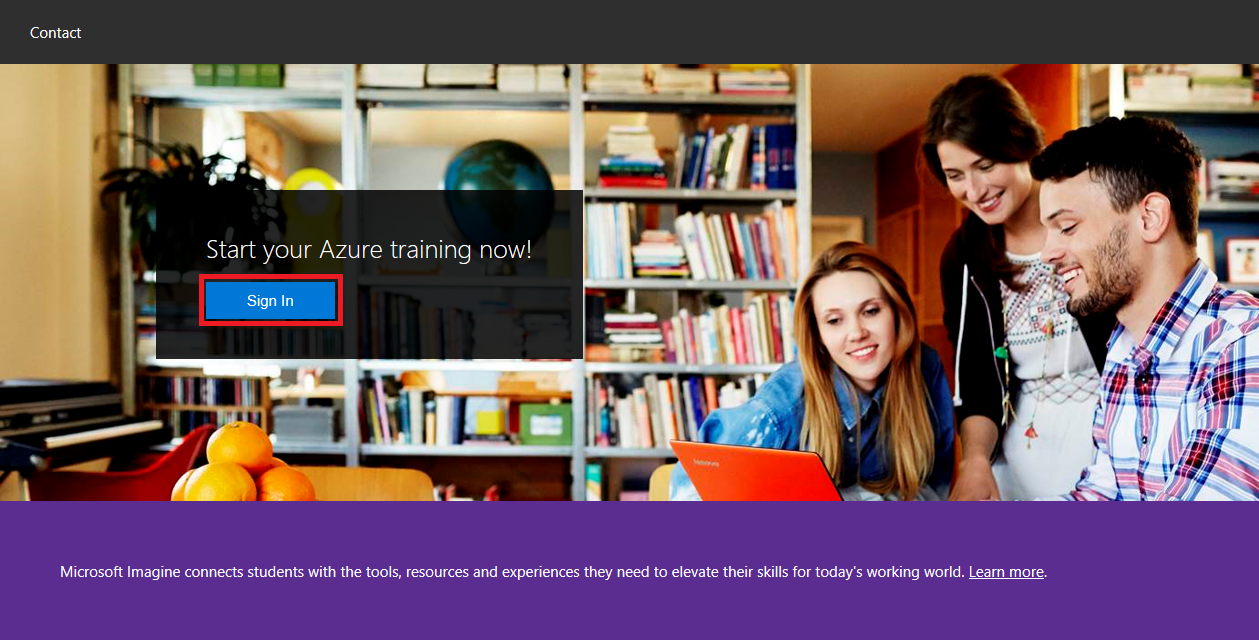 Contact
Start your Azure training now!
Sign In
Microsoft Imagine connects students with the tools, resources and experiences they need to elevate their skills for today's working world. Learn more.